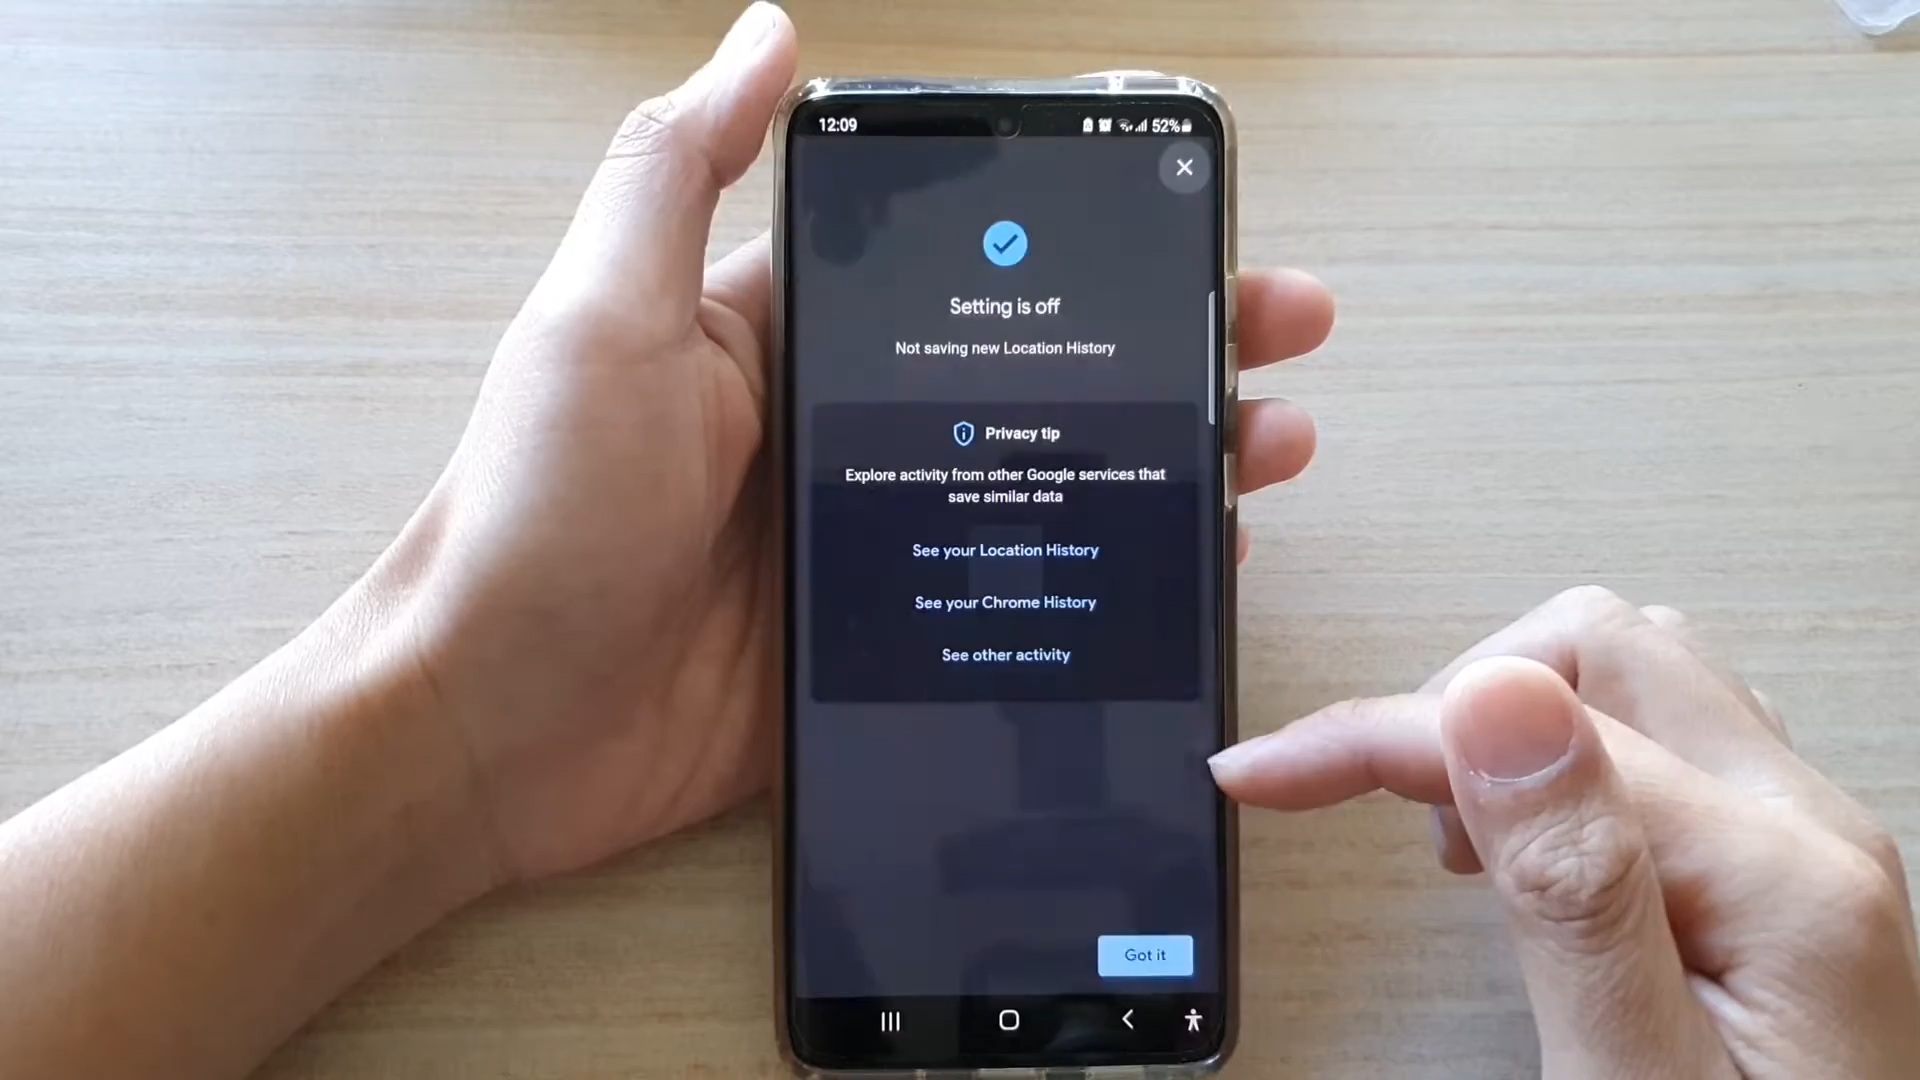 12:09
52%
Setting is off
Not saving new Location History
Privacy tip
Explore activity from other Google services that
save similar data
See your Location History
See your Chrome History
See other activity
Got it